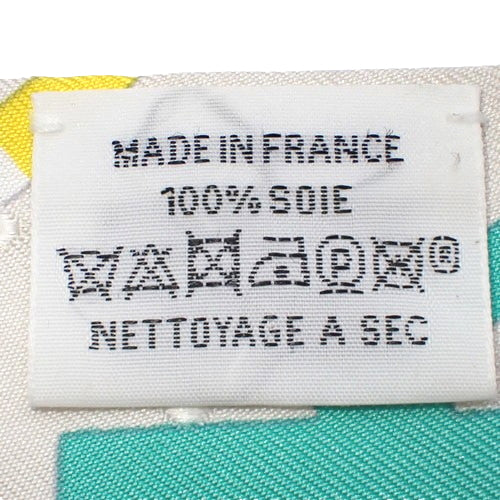 MADE IN FRANCE
100% SOIE
P ®
NETTOYAGE A SEC